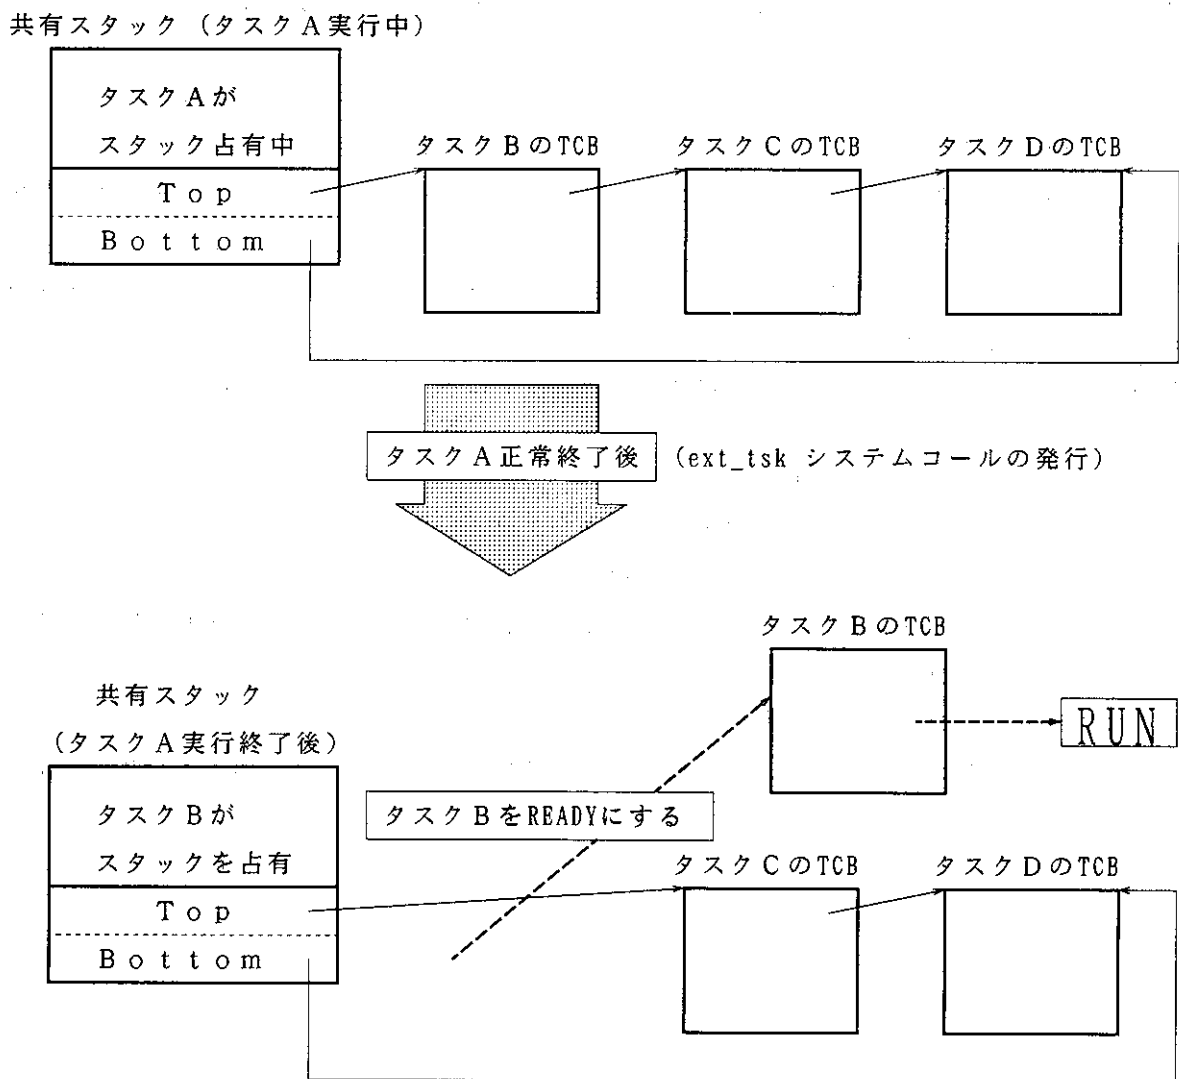 共有スタック（タスクA実行中）
タスクAが
スタック占有中
Top
Bottom
タスクBのTCB
タスクCのTCB
タスクDのTCB
タスクA正常終了後
（ext_tsk システムコールの発行）
タスクBのTCB
RUN
共有スタック
（タスクA実行終了後）
タスクBが
スタックを占有
Top
Bottom
タスクBをREADYにする
タスクCのTCB
タスクDのTCB